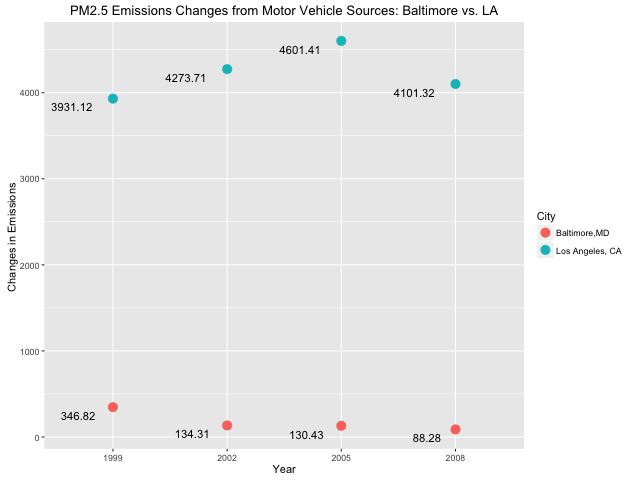 PM2.5 Emissions Changes from Motor Vehicle Sources: Baltimore vs. LA
4601.41
4273.71
4101.32
3931.12
4000
3000
2000
1000
0
Changes in Emissions
346.82
134.31
130.43
88.28
1999
2002
2005
2008
Year
City
Baltimore,MD
Los Angeles, CA